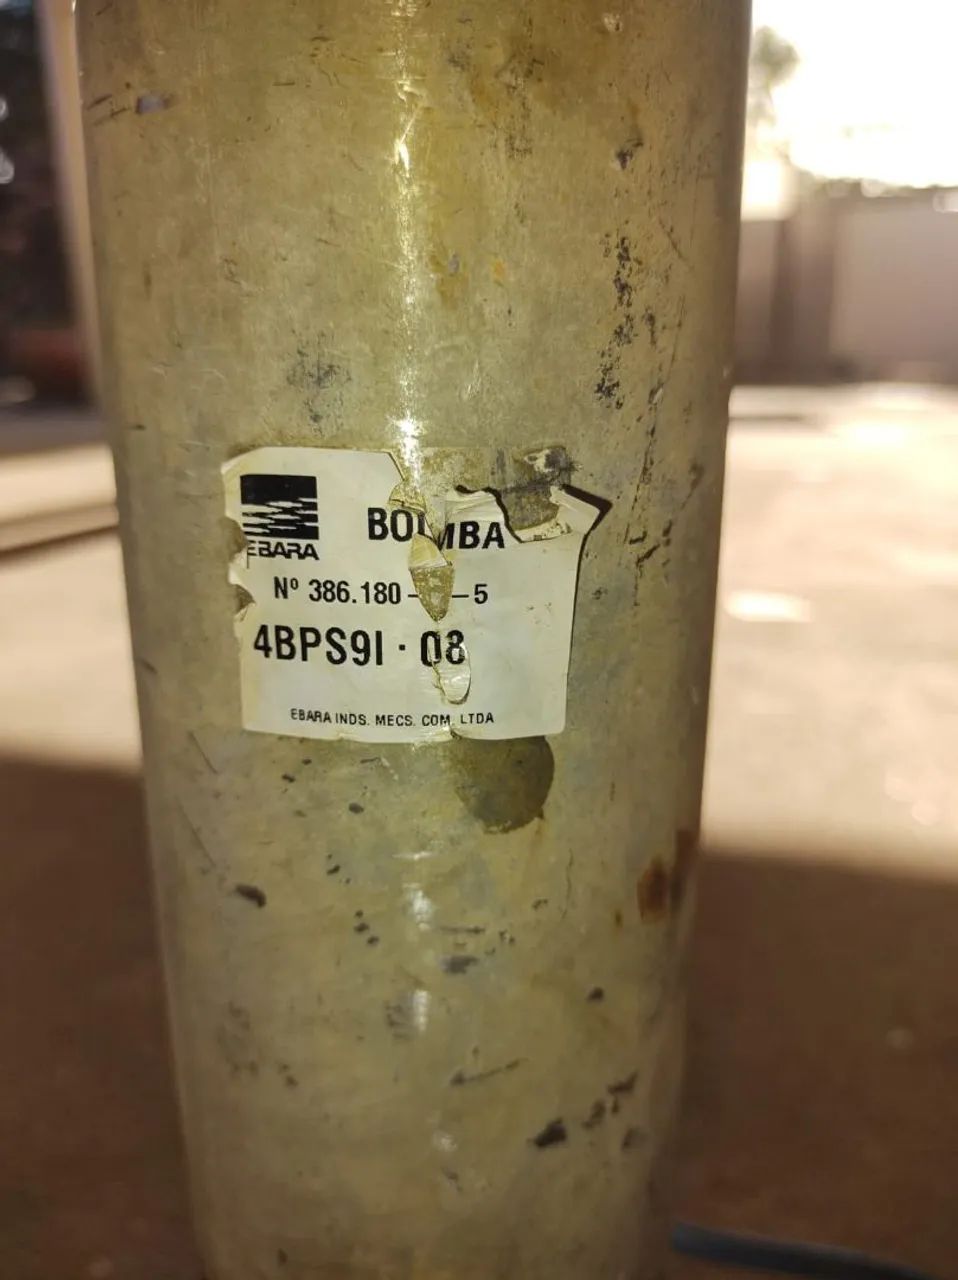 EBARA
BOMBA
Nº 386.180- -5
4BPS9I · 08
EBARA INDS. MECS. COM. LTDA